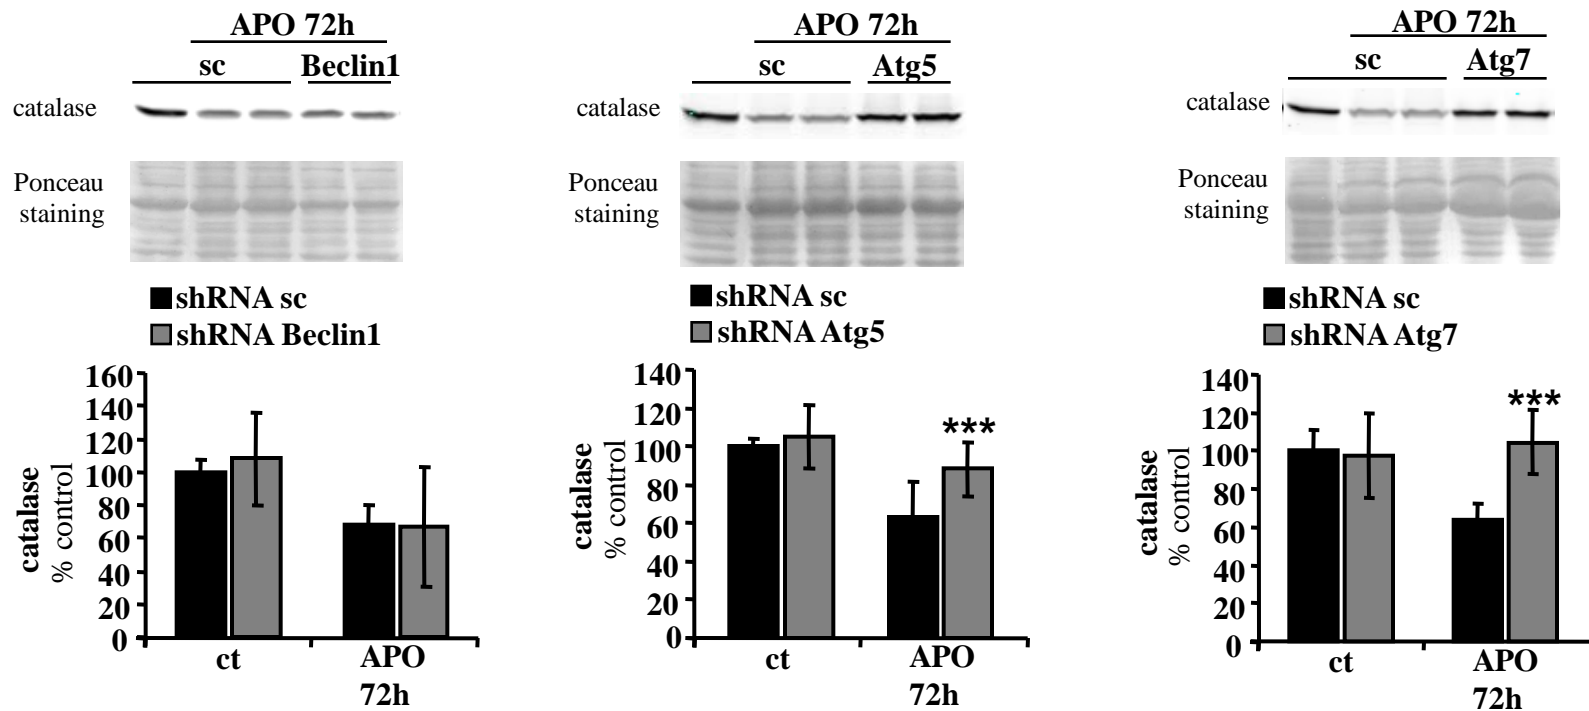 APO 72h
sc Beclin1
catalase
Ponceau
staining
shRNA sc
shRNA Beclin1
160
140
120
100
80
60
40
20
0
catalase
% control
ct APO
72h
APO 72h
sc Atg5
catalase
Ponceau
staining
shRNA sc
shRNA Atg5
140
120
100
80
60
40
20
0
catalase
% control
***
ct APO
72h
APO 72h
sc Atg7
catalase
Ponceau
staining
shRNA sc
shRNA Atg7
140
120
100
80
60
40
20
0
catalase
% control
***
ct APO
72h